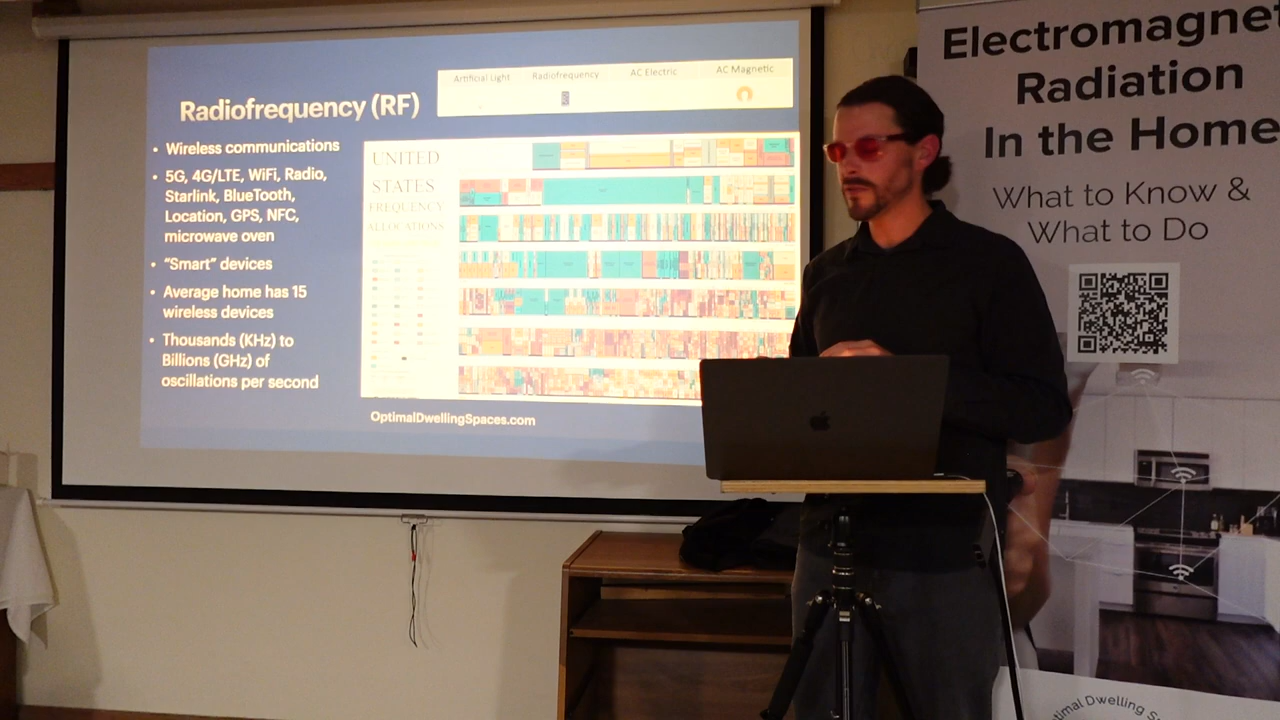 Artificial Light
Radiofrequency
AC Electric
AC Magnetic
Radiofrequency (RF)
• Wireless communications
• 5G, 4G/LTE, WiFi, Radio,
Starlink, BlueTooth,
Location, GPS, NFC,
microwave oven
• “Smart” devices
• Average home has 15
wireless devices
• Thousands (KHz) to
Billions (GHz) of
oscillations per second
UNITED
STATES
FREQUENCY
ALLOCATIONS
OptimalDwellingSpaces.com
Electromagnet
Radiation
In the Home
What to Know &
What to Do
timal Dwelling S